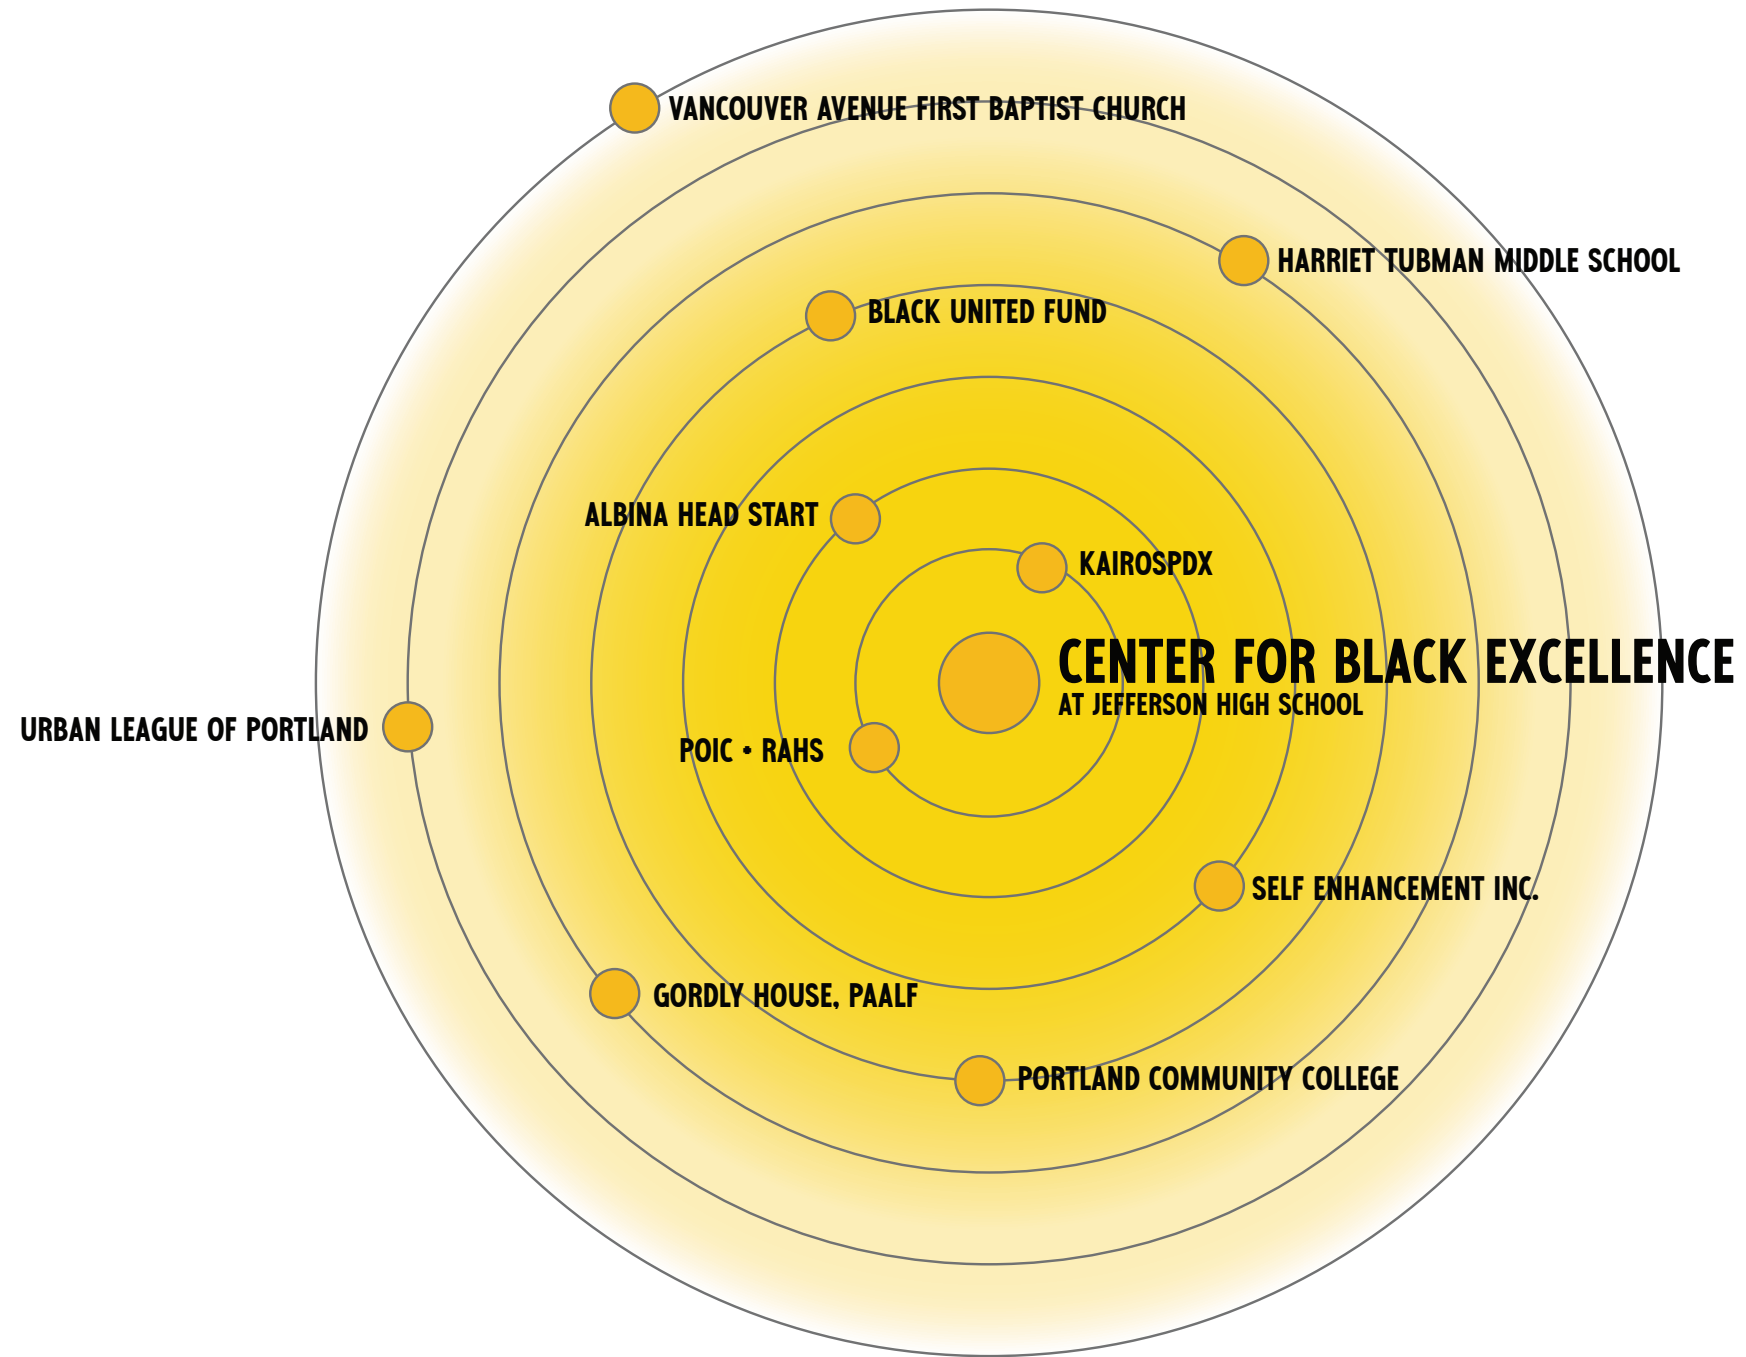 VANCOUVER AVENUE FIRST BAPTIST CHURCH
HARRIET TUBMAN MIDDLE SCHOOL
BLACK UNITED FUND
ALBINA HEAD START
KAIROSPDX
CENTER FOR BLACK EXCELLENCE
AT JEFFERSON HIGH SCHOOL
URBAN LEAGUE OF PORTLAND
POIC • RAHS
SELF ENHANCEMENT INC.
GORDLY HOUSE, PAALF
PORTLAND COMMUNITY COLLEGE